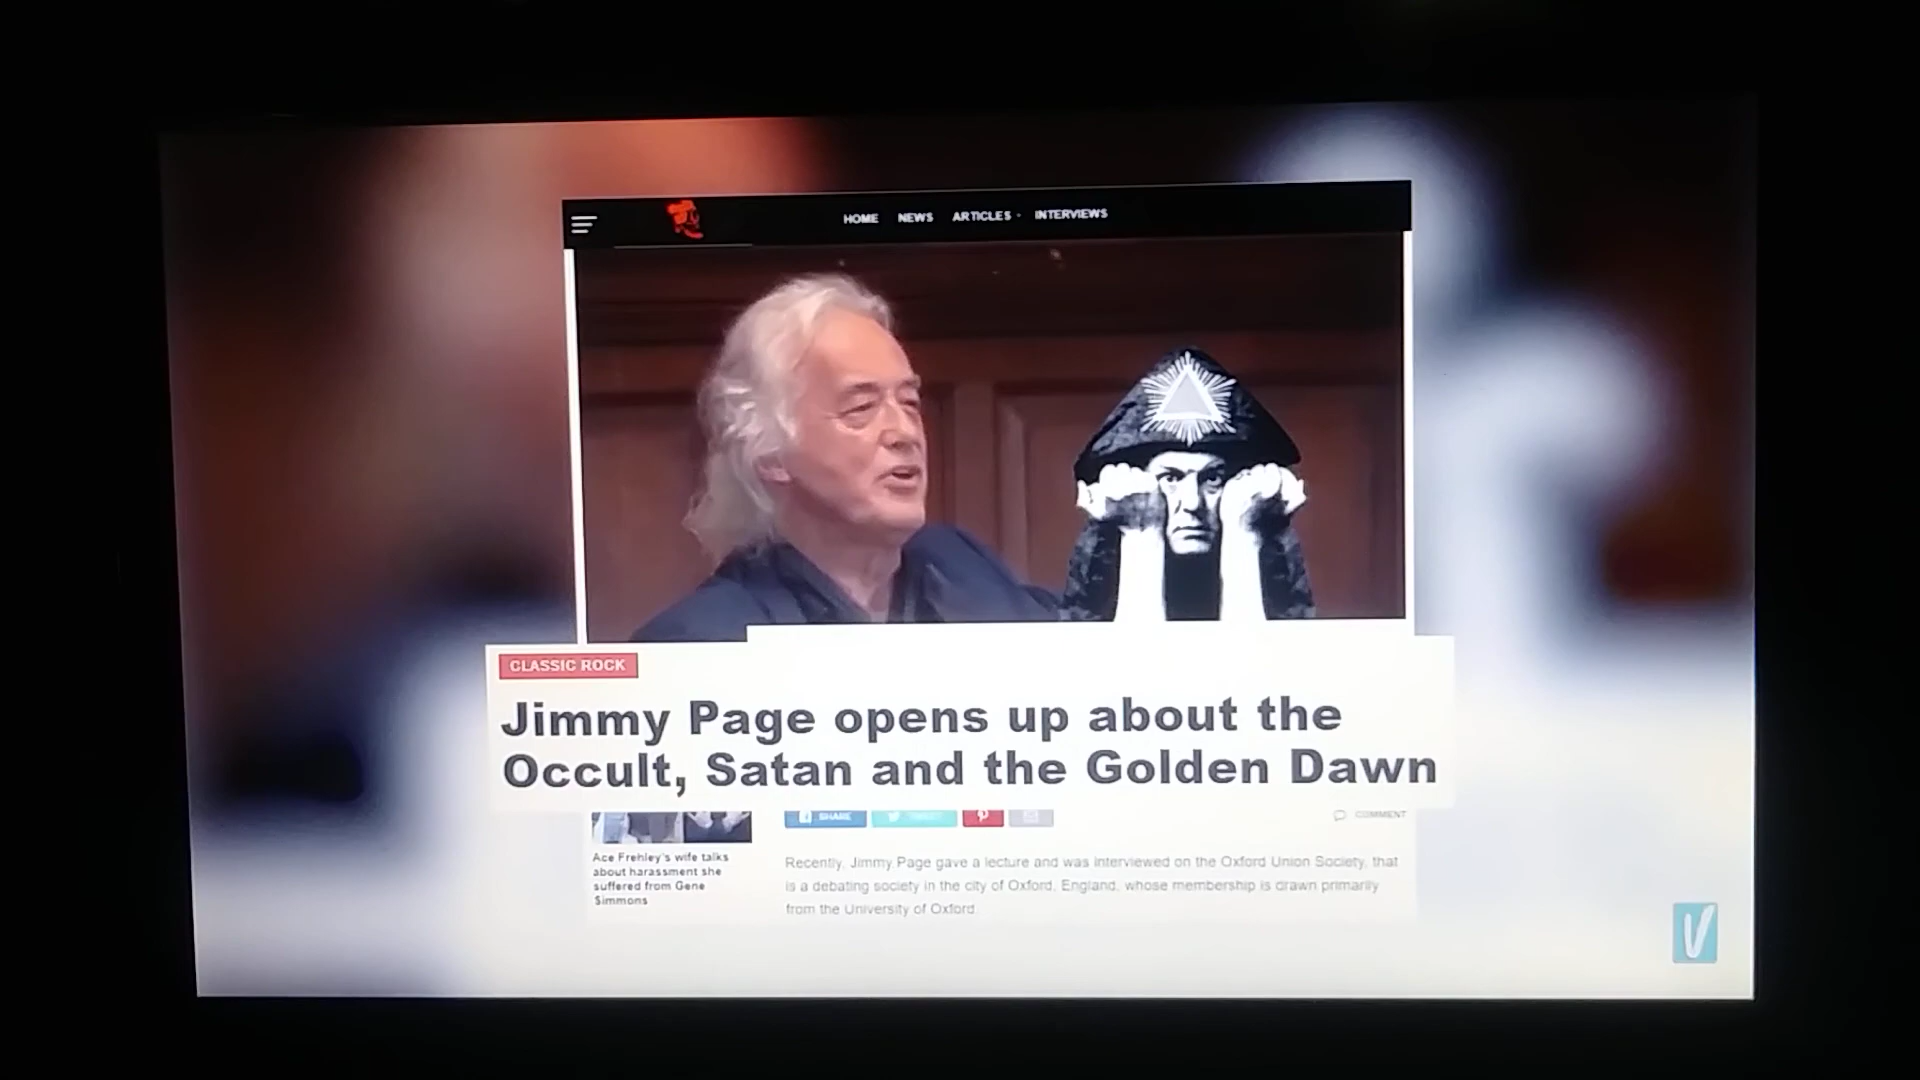 HOME NEWS ARTICLES INTERVIEWS
CLASSIC ROCK
Jimmy Page opens up about the
Occult, Satan and the Golden Dawn
SHARE TWEET COMMENT
Ace Frehley's wife talks
about harassment she
suffered from Gene
Simmons
Recently, Jimmy Page gave a lecture and was interviewed on the Oxford Union Society, that
is a debating society in the city of Oxford, England, whose membership is drawn primarily
from the University of Oxford.
V